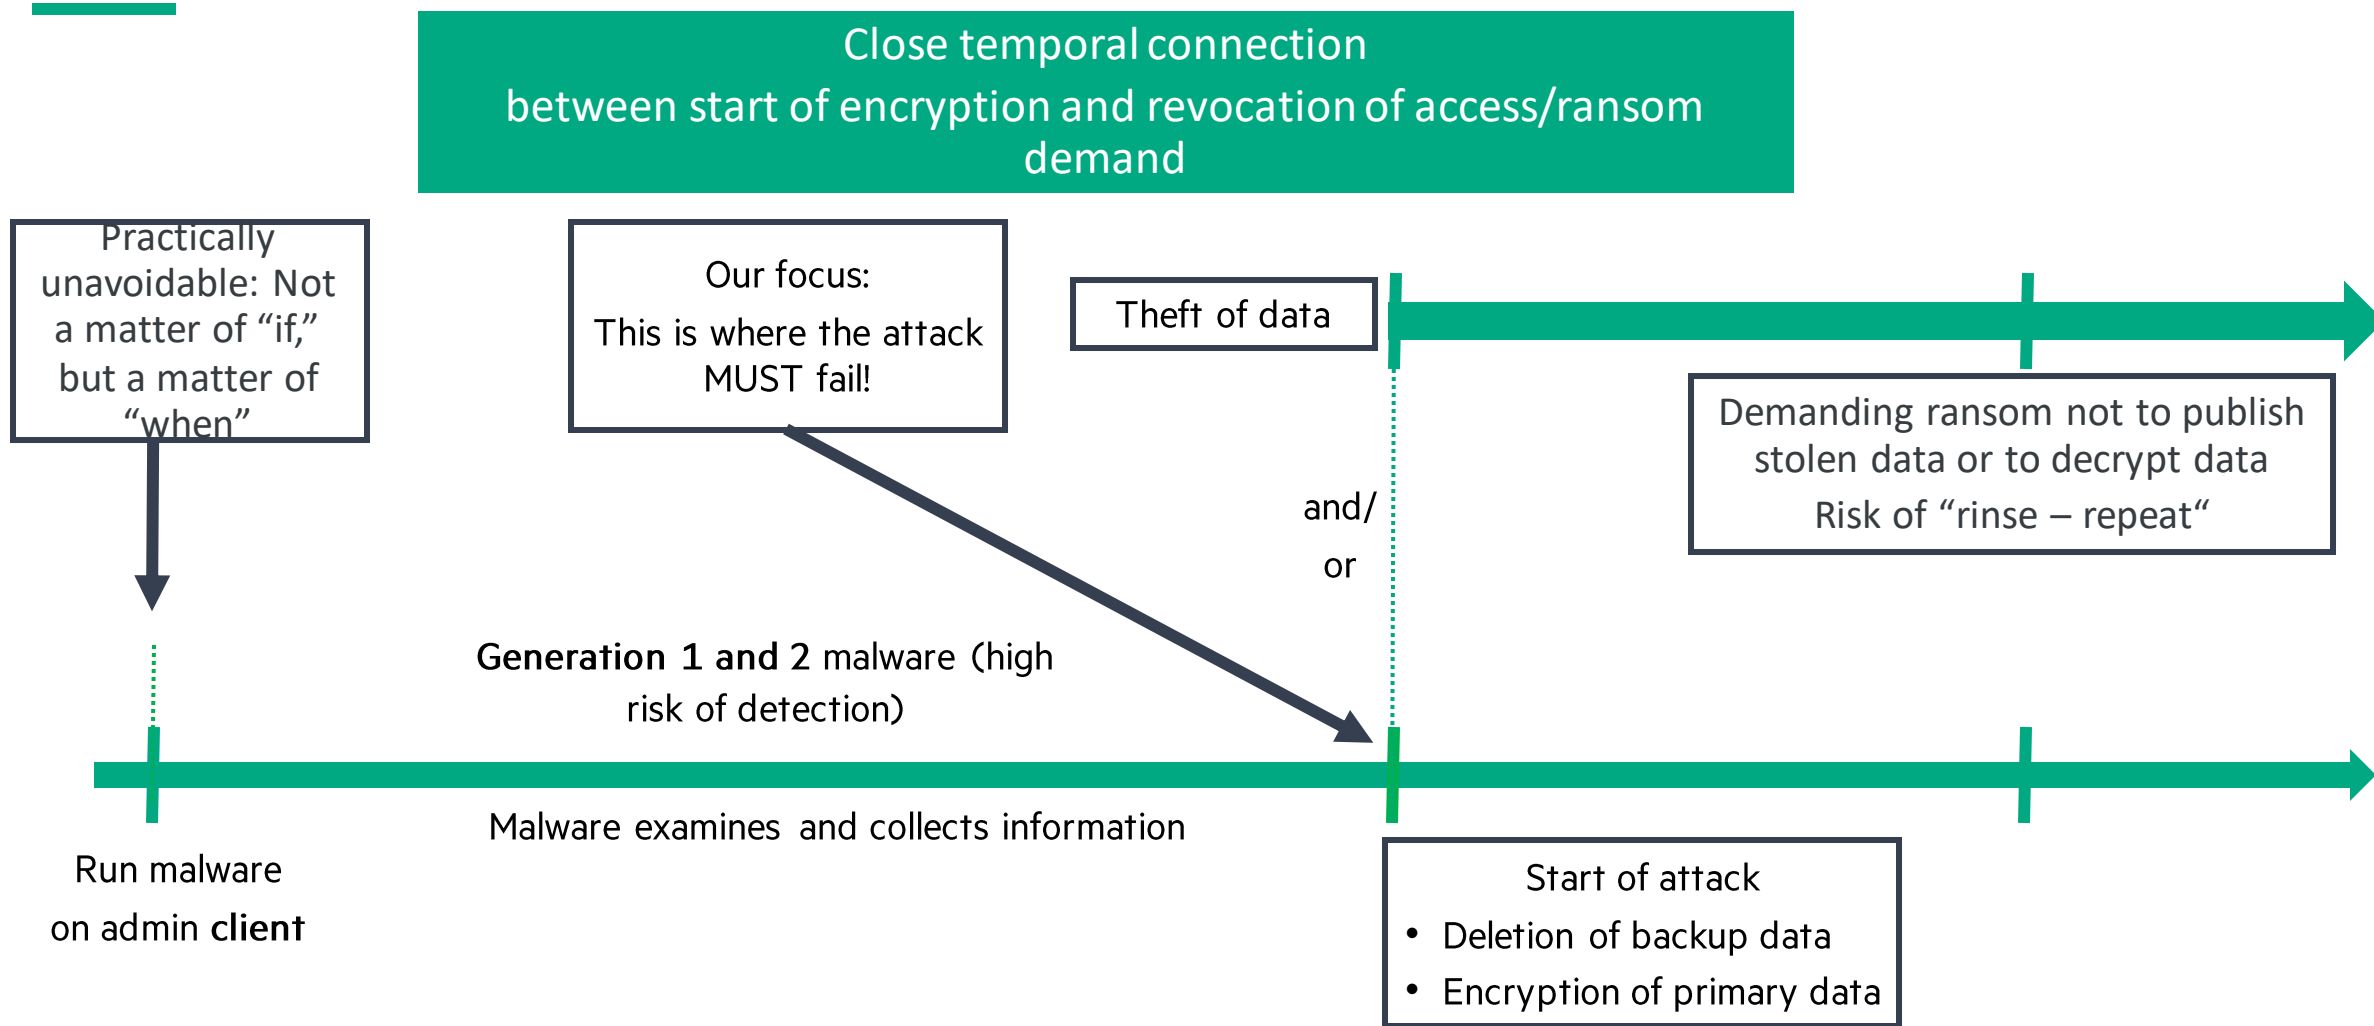 Close temporal connection
between start of encryption and revocation of access/ransom
demand
Practically
unavoidable: Not
a matter of “if,”
but a matter of
“when”
Our focus:
This is where the attack
MUST fail!
Theft of data
Demanding ransom not to publish
stolen data or to decrypt data
Risk of “rinse – repeat“
and/
or
Generation 1 and 2 malware (high
risk of detection)
Malware examines and collects information
Run malware
on admin client
Start of attack
• Deletion of backup data
• Encryption of primary data